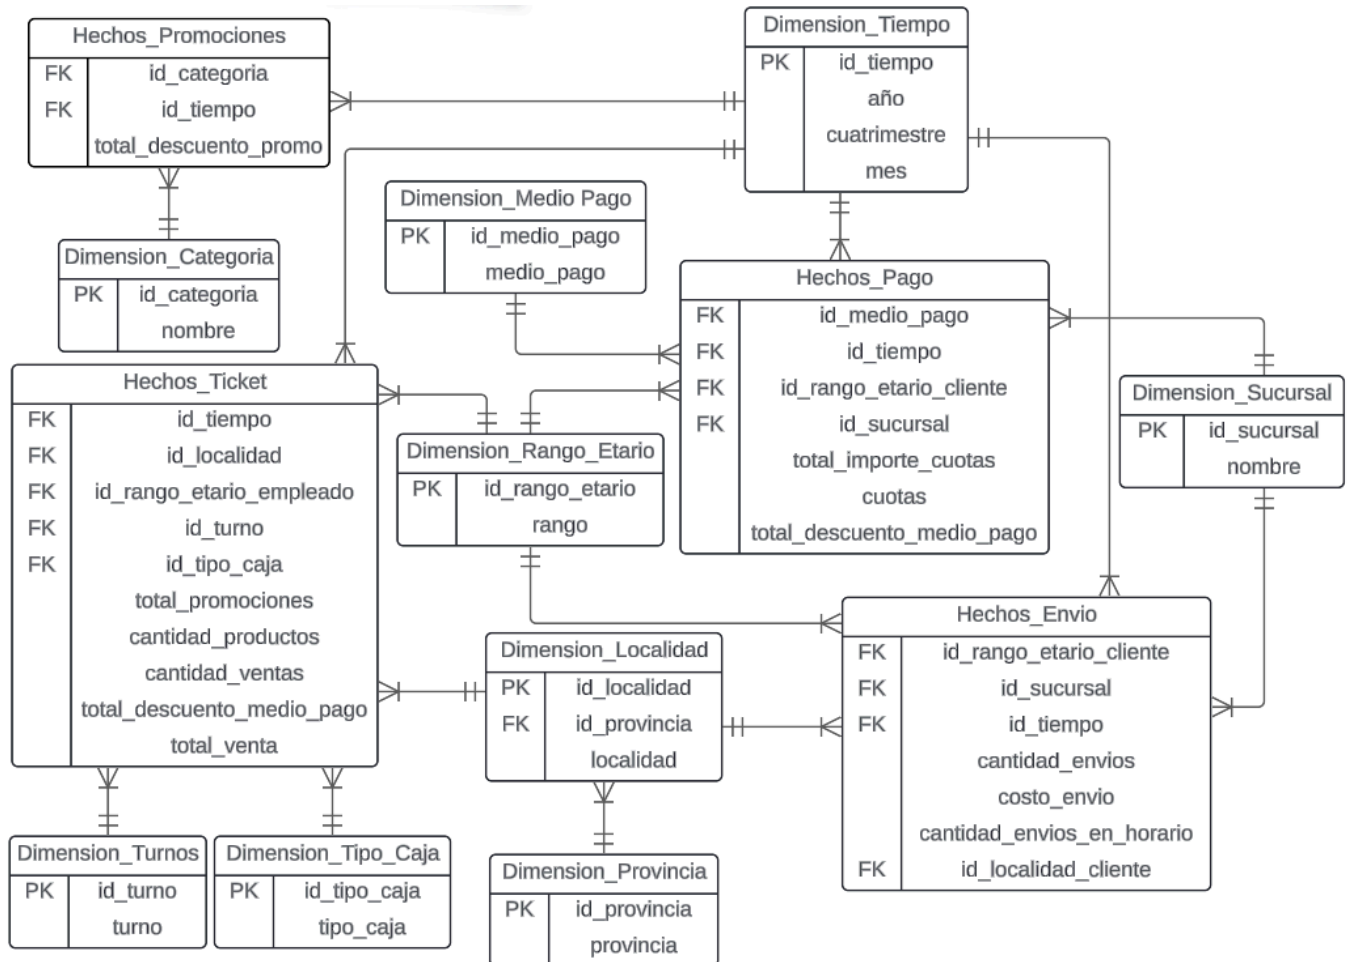 Hechos_Promociones
FK id_categoria
FK id_tiempo
total_descuento_promo
Dimension_Tiempo
PK id_tiempo
año
cuatrimestre
mes
Dimension_Medio Pago
PK id_medio_pago
medio_pago
Dimension_Categoria
PK id_categoria
nombre
Hechos_Pago
FK id_medio_pago
FK id_tiempo
FK id_rango_etario_cliente
FK id_sucursal
total_importe_cuotas
cuotas
total_descuento_medio_pago
Hechos_Ticket
FK id_tiempo
FK id_localidad
FK id_rango_etario_empleado
FK id_turno
FK id_tipo_caja
total_promociones
cantidad_productos
cantidad_ventas
total_descuento_medio_pago
total_venta
Dimension_Rango_Etario
PK id_rango_etario
rango
Dimension_Sucursal
PK id_sucursal
nombre
Hechos_Envio
FK id_rango_etario_cliente
FK id_sucursal
FK id_tiempo
cantidad_envios
costo_envio
cantidad_envios_en_horario
FK id_localidad_cliente
Dimension_Localidad
PK id_localidad
FK id_provincia
localidad
Dimension_Turnos
PK id_turno
turno
Dimension_Tipo_Caja
PK id_tipo_caja
tipo_caja
Dimension_Provincia
PK id_provincia
provincia